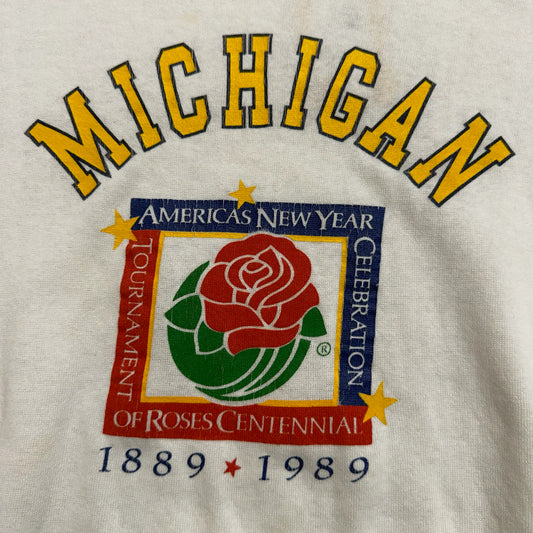 MICHIGAN
AMERICAS NEW YEAR
CELEBRATION
TOURNAMENT
OF ROSES CENTENNIAL
®
1889 ★ 1989